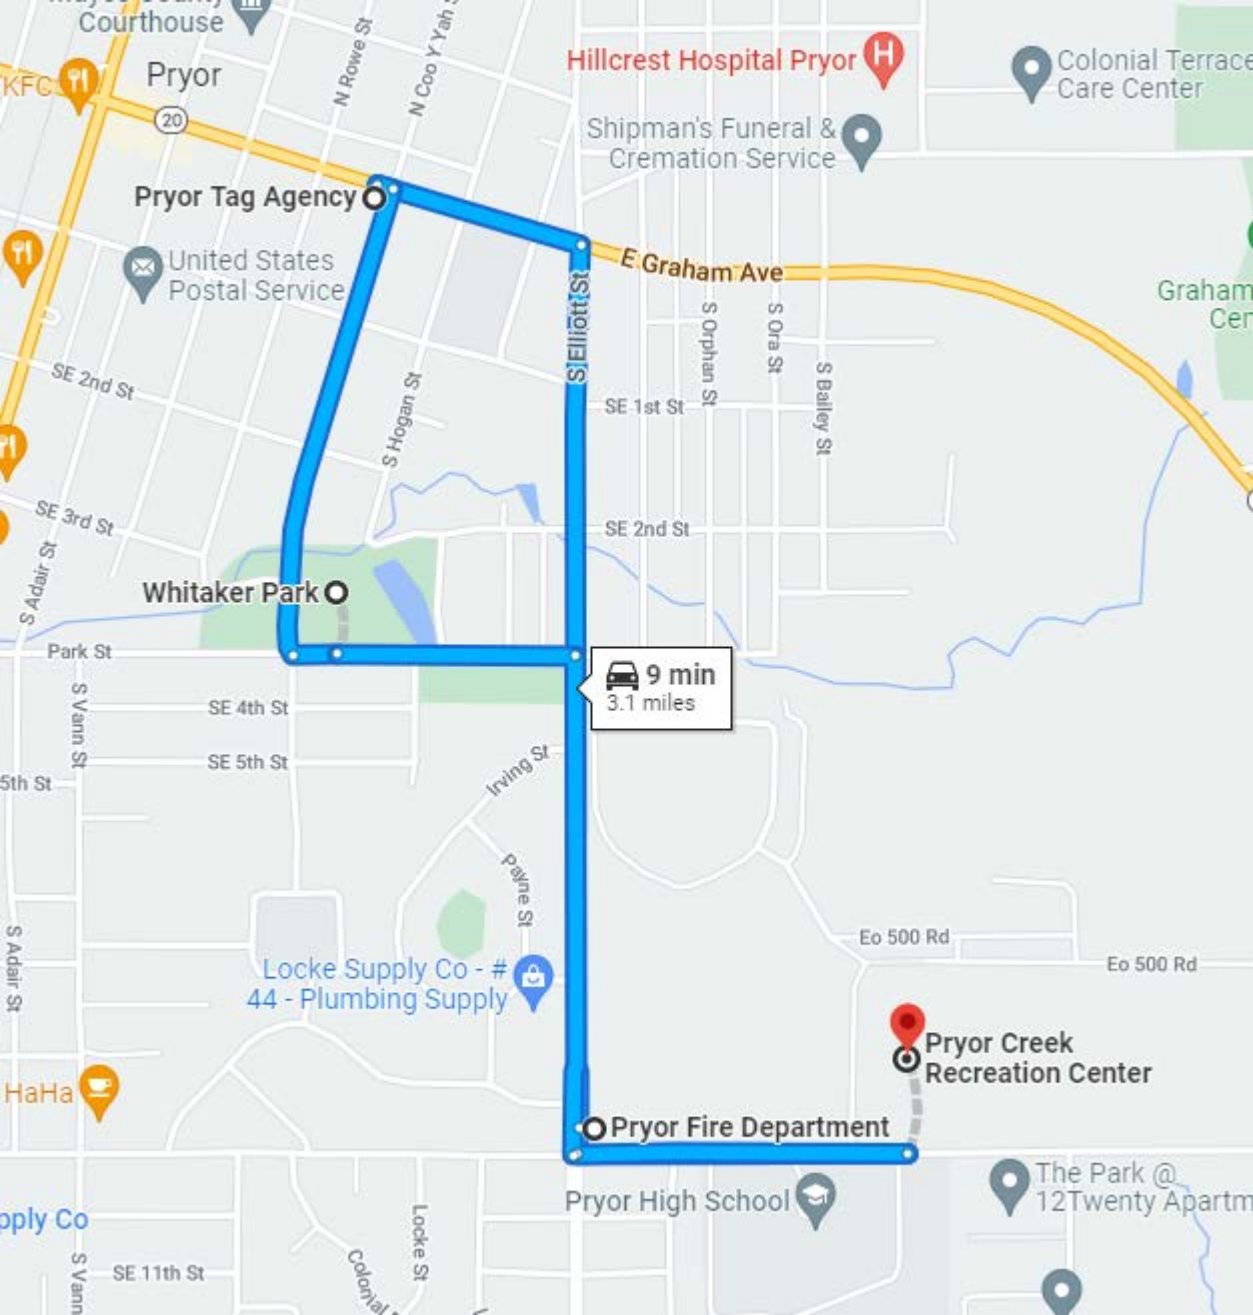 Courthouse
KFC
Pryor
20
N Rowe St
N Coo Y Yah S
Hillcrest Hospital Pryor
H
Colonial Terrace
Care Center
Shipman's Funeral &
Cremation Service
Pryor Tag Agency
United States
Postal Service
E Graham Ave
Graham
Cen
S Elliott St
S Orphan St
S Ora St
S Bailey St
SE 2nd St
S Hogan St
SE 1st St
SE 3rd St
SE 2nd St
S Adair St
Whitaker Park
Park St
9 min
3.1 miles
S Vann St
SE 4th St
SE 5th St
5th St
Irving St
Payne St
S Adair St
Eo 500 Rd
Eo 500 Rd
Locke Supply Co - #
44 - Plumbing Supply
Pryor Creek
Recreation Center
HaHa
Pryor Fire Department
Pryor High School
The Park @
12Twenty Apartm
pply Co
Locke St
S Vann
SE 11th St
Colonial